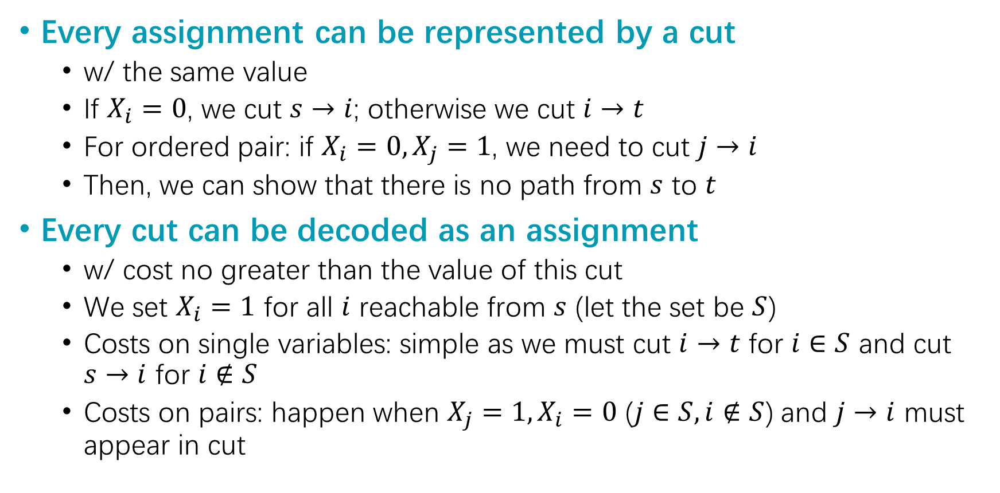 • Every assignment can be represented by a cut
• w/ the same value
• If $X_i = 0$, we cut $s \to i$; otherwise we cut $i \to t$
• For ordered pair: if $X_i = 0, X_j = 1$, we need to cut $j \to i$
• Then, we can show that there is no path from $s$ to $t$
• Every cut can be decoded as an assignment
• w/ cost no greater than the value of this cut
• We set $X_i = 1$ for all $i$ reachable from $s$ (let the set be $S$)
• Costs on single variables: simple as we must cut $i \to t$ for $i \in S$ and cut
$s \to i$ for $i \notin S$
• Costs on pairs: happen when $X_j = 1, X_i = 0$ ($j \in S, i \notin S$) and $j \to i$ must
appear in cut